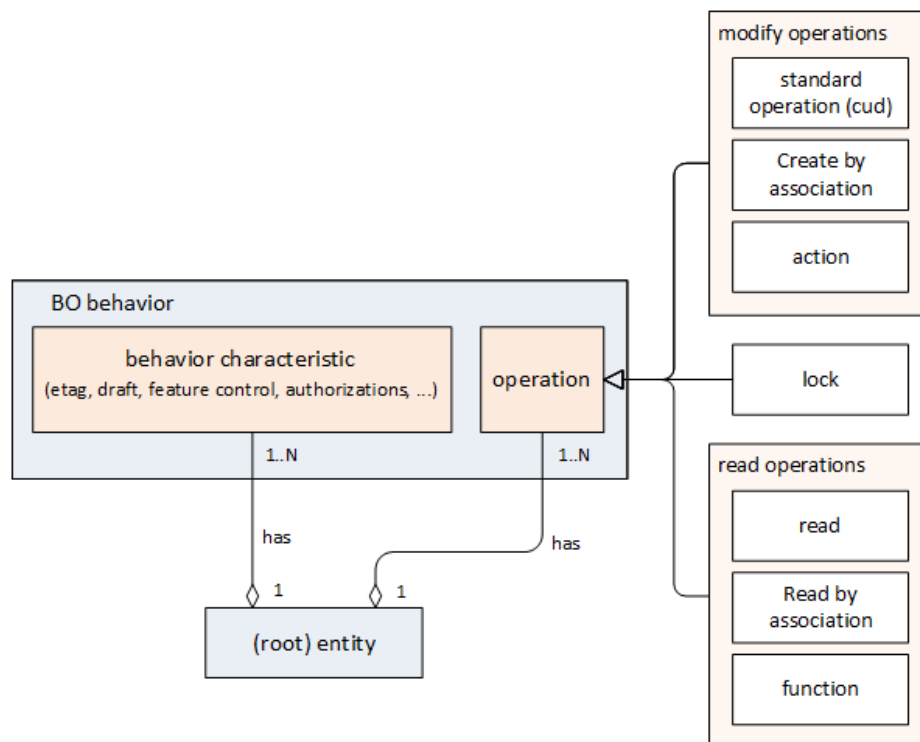 modify operations
standard
operation (cud)
Create by
association
action
BO behavior
behavior characteristic
(etag, draft, feature control, authorizations, ...)
operation
lock
1..N
1..N
read operations
read
has
has
Read by
association
1
1
(root) entity
function